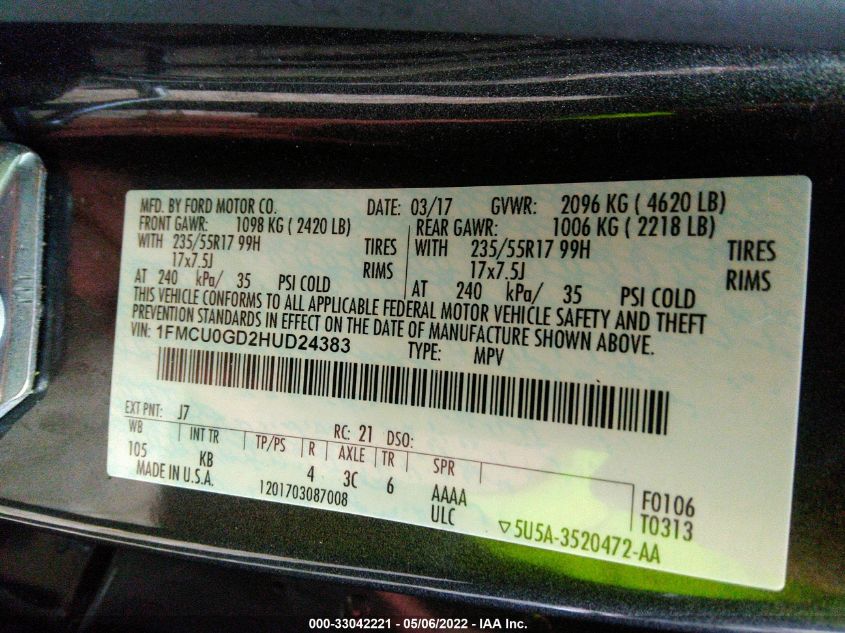 MFD. BY FORD MOTOR CO. DATE: 03/17 GVWR: 2096 KG ( 4620 LB)
FRONT GAWR: 1098 KG ( 2420 LB) REAR GAWR: 1006 KG ( 2218 LB)
WITH 235/55R17 99H TIRES WITH 235/55R17 99H TIRES
17x7.5J RIMS 17x7.5J RIMS
AT 240 kPa/ 35 PSI COLD AT 240 kPa/ 35 PSI COLD
THIS VEHICLE CONFORMS TO ALL APPLICABLE FEDERAL MOTOR VEHICLE SAFETY AND THEFT
PREVENTION STANDARDS IN EFFECT ON THE DATE OF MANUFACTURE SHOWN ABOVE.
VIN: 1FMCU0GD2HUD24383 TYPE: MPV
EXT PNT: J7 RC: 21 DSO:
WB INT TR TP/PS R AXLE TR SPR
105 KB 4 3C 6 AAAA F0106
MADE IN U.S.A. 1201703087008 ULC T0313
▽5U5A-3520472-AA
000-33042221 - 05/06/2022 - IAA Inc.